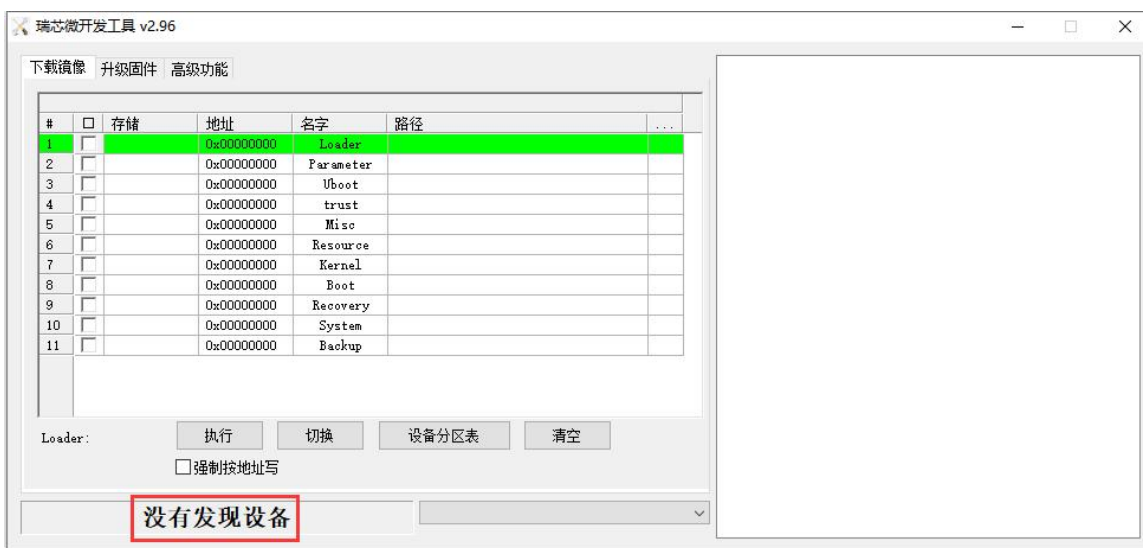 瑞芯微开发工具 v2.96
下载镜像 升级固件 高级功能
# 存储 地址 名字 路径 ...
1 0x00000000 Loader
2 0x00000000 Parameter
3 0x00000000 Uboot
4 0x00000000 trust
5 0x00000000 Misc
6 0x00000000 Resource
7 0x00000000 Kernel
8 0x00000000 Boot
9 0x00000000 Recovery
10 0x00000000 System
11 0x00000000 Backup
Loader: 执行 切换 设备分区表 清空
强制按地址写
没有发现设备